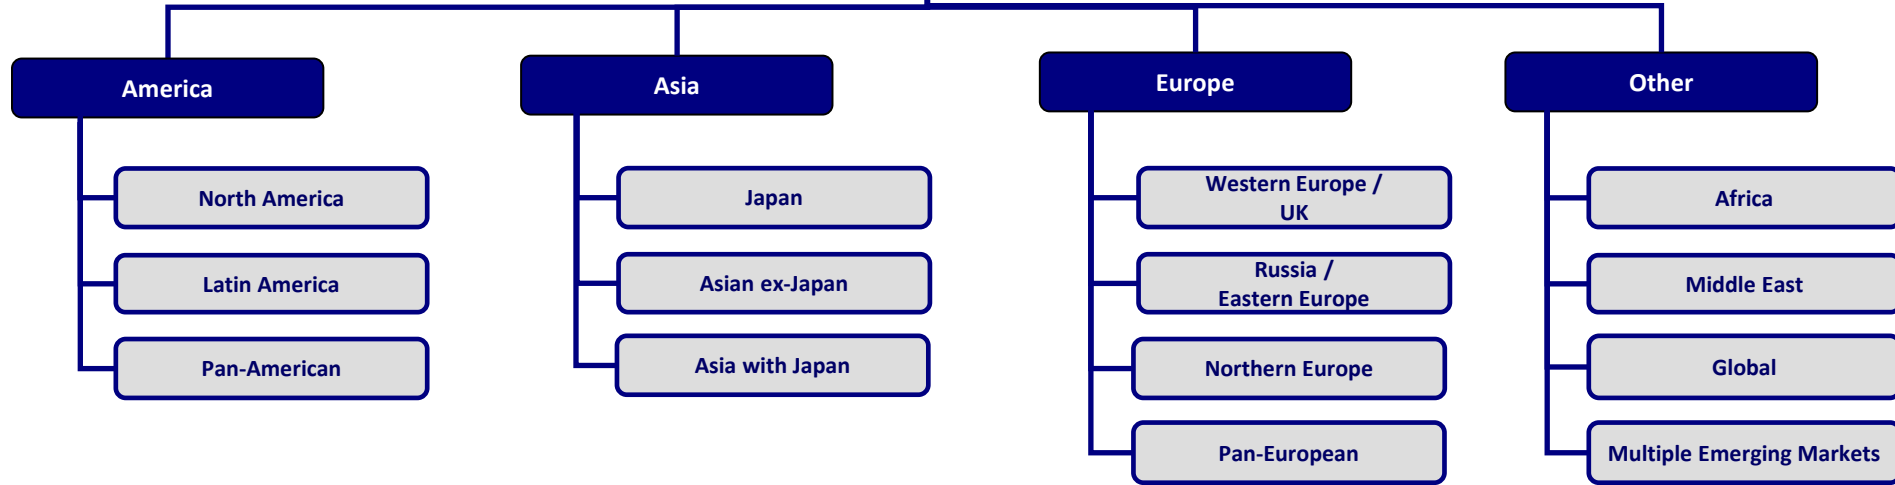 America
North America
Latin America
Pan-American
Asia
Japan
Asian ex-Japan
Asia with Japan
Europe
Western Europe /
UK
Russia /
Eastern Europe
Northern Europe
Pan-European
Other
Africa
Middle East
Global
Multiple Emerging Markets